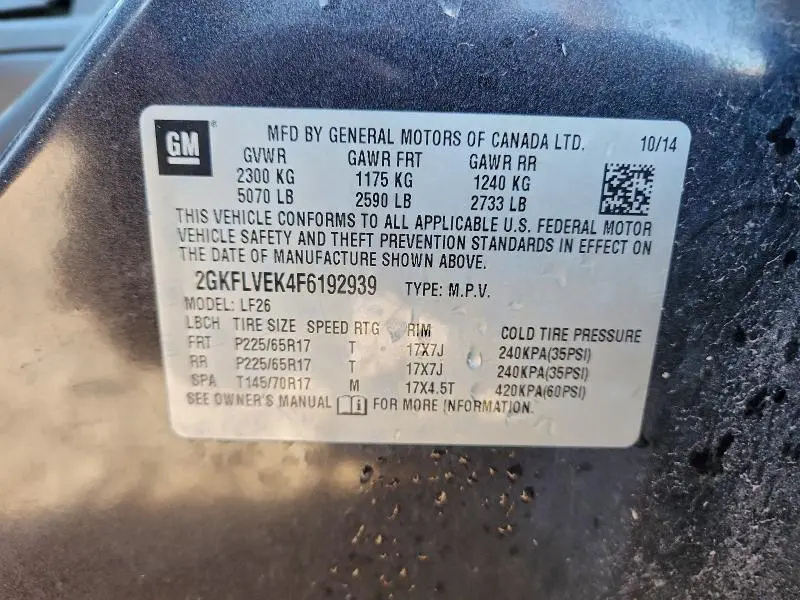 GM MFD BY GENERAL MOTORS OF CANADA LTD. 10/14
GVWR GAWR FRT GAWR RR
2300 KG 1175 KG 1240 KG
5070 LB 2590 LB 2733 LB
THIS VEHICLE CONFORMS TO ALL APPLICABLE U.S. FEDERAL MOTOR
VEHICLE SAFETY AND THEFT PREVENTION STANDARDS IN EFFECT ON
THE DATE OF MANUFACTURE SHOWN ABOVE.
2GKFLVEK4F6192939 TYPE: M.P.V.
MODEL: LF26
LBCH TIRE SIZE SPEED RTG RIM COLD TIRE PRESSURE
FRT P225/65R17 T 17X7J 240KPA(35PSI)
RR P225/65R17 T 17X7J 240KPA(35PSI)
SPA T145/70R17 M 17X4.5T 420KPA(60PSI)
SEE OWNER'S MANUAL i FOR MORE INFORMATION.